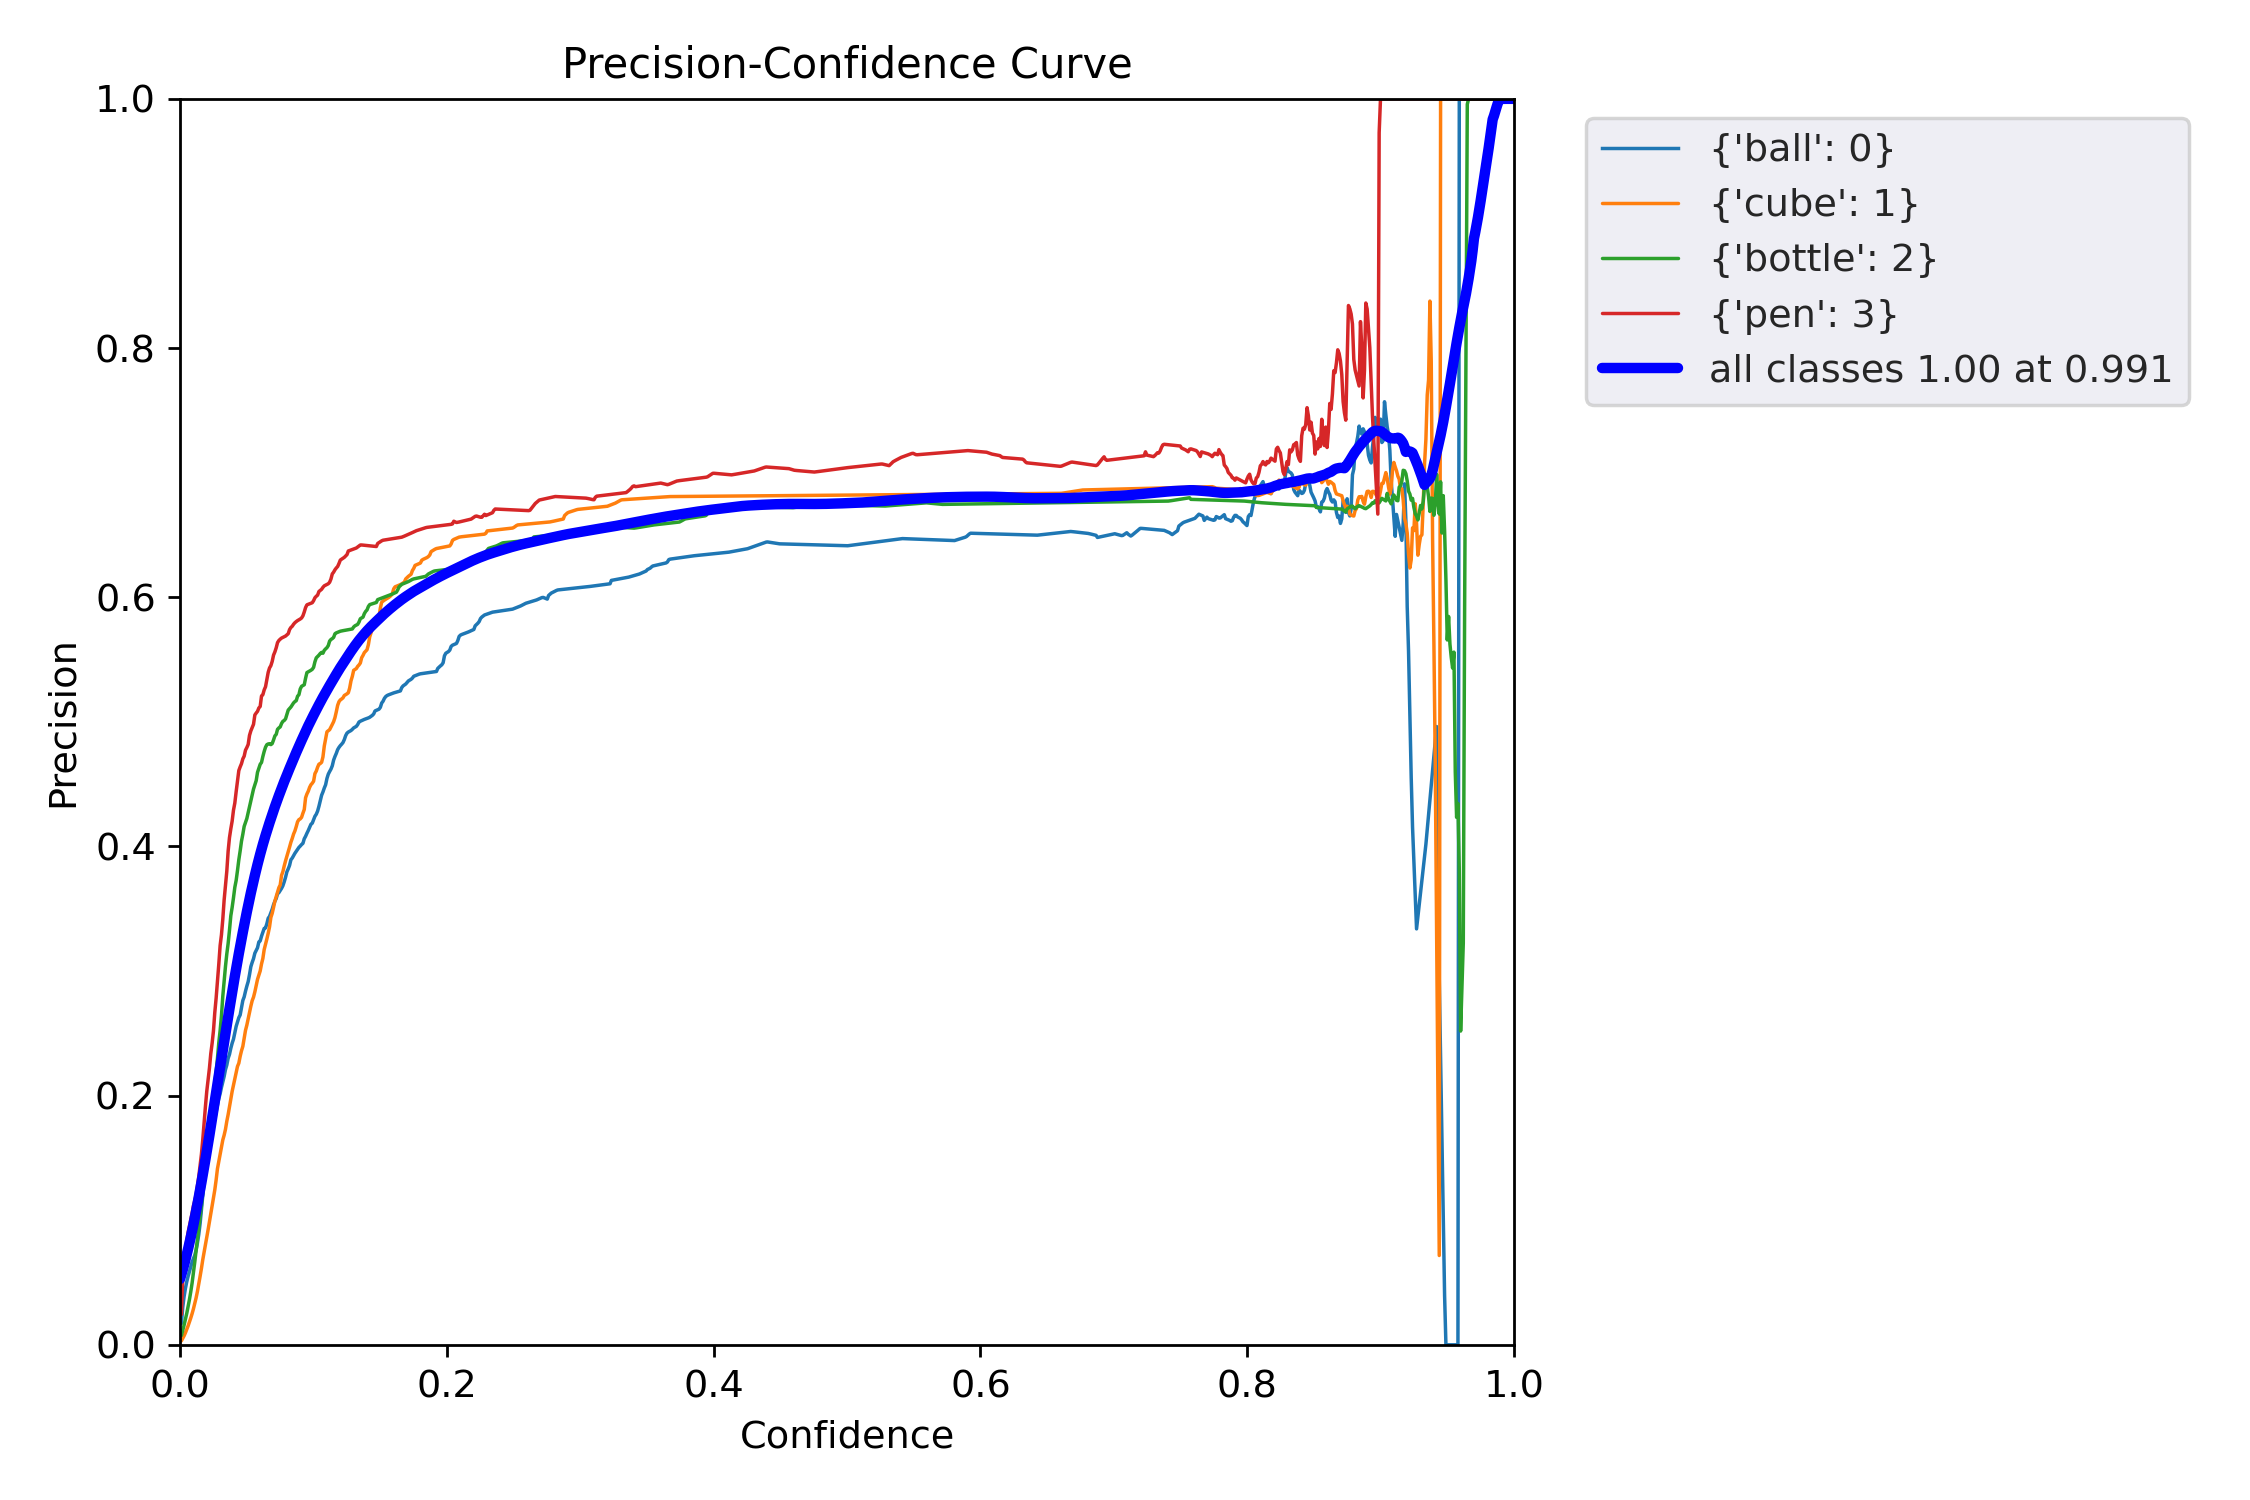 Precision-Confidence Curve
1.0
0.8
0.6
0.4
0.2
0.0
Precision
0.0 0.2 0.4 0.6 0.8 1.0
Confidence
{'ball': 0}
{'cube': 1}
{'bottle': 2}
{'pen': 3}
all classes 1.00 at 0.991